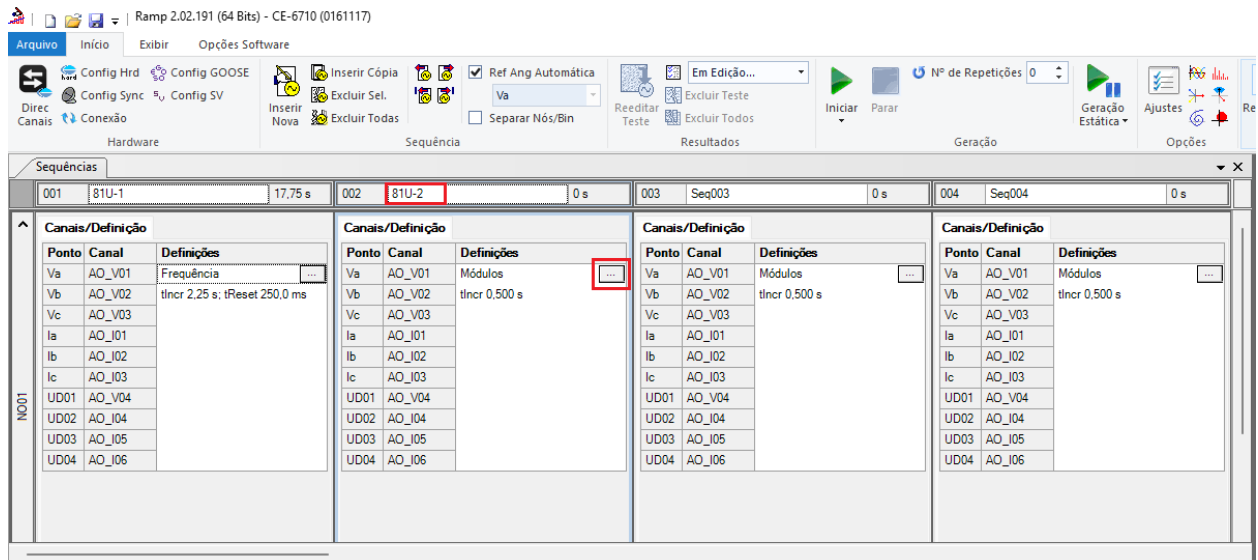 Ramp 2.02.191 (64 Bits) - CE-6710 (0161117)
Arquivo Início Exibir Opções Software
Config Hrd Config GOOSE Inserir Cópia Ref Ang Automática Em Edição... Nº de Repetições 0
Config Sync Config SV Excluir Sel. Va Excluir Teste
Direc Canais Conexão Inserir Nova Excluir Todas Separar Nós/Bin Reeditar Teste Excluir Todos Iniciar Parar Geração Estática Ajustes Re
Hardware Sequência Resultados Geração Opções
Sequências
001 81U-1 17,75 s 002 81U-2 0 s 003 Seq003 0 s 004 Seq004 0 s
Canais/Definição Canais/Definição Canais/Definição Canais/Definição
Ponto Canal Definições Ponto Canal Definições Ponto Canal Definições Ponto Canal Definições
Va AO_V01 Frequência ... Va AO_V01 Módulos ... Va AO_V01 Módulos ... Va AO_V01 Módulos ...
Vb AO_V02 tIncr 2,25 s; tReset 250,0 ms Vb AO_V02 tIncr 0,500 s Vb AO_V02 tIncr 0,500 s Vb AO_V02 tIncr 0,500 s
Vc AO_V03 Vc AO_V03 Vc AO_V03 Vc AO_V03
Ia AO_I01 Ia AO_I01 Ia AO_I01 Ia AO_I01
Ib AO_I02 Ib AO_I02 Ib AO_I02 Ib AO_I02
Ic AO_I03 Ic AO_I03 Ic AO_I03 Ic AO_I03
UD01 AO_V04 UD01 AO_V04 UD01 AO_V04 UD01 AO_V04
NO01
UD02 AO_I04 UD02 AO_I04 UD02 AO_I04 UD02 AO_I04
UD03 AO_I05 UD03 AO_I05 UD03 AO_I05 UD03 AO_I05
UD04 AO_I06 UD04 AO_I06 UD04 AO_I06 UD04 AO_I06